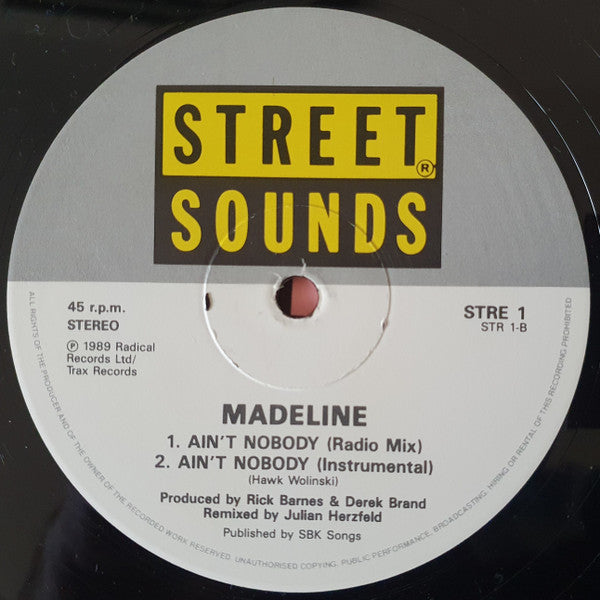 STREET
®
SOUNDS
45 r.p.m.
STEREO
STRE 1
STR 1-B
℗ 1989 Radical
Records Ltd/
Trax Records
MADELINE
1. AIN'T NOBODY (Radio Mix)
2. AIN'T NOBODY (Instrumental)
(Hawk Wolinski)
Produced by Rick Barnes & Derek Brand
Remixed by Julian Herzfeld
Published by SBK Songs
ALL RIGHTS OF THE PRODUCER AND OF THE OWNER OF THE RECORDED WORK RESERVED. UNAUTHORISED COPYING, PUBLIC PERFORMANCE, BROADCASTING, HIRING OR RENTAL OF THIS RECORDING PROHIBITED